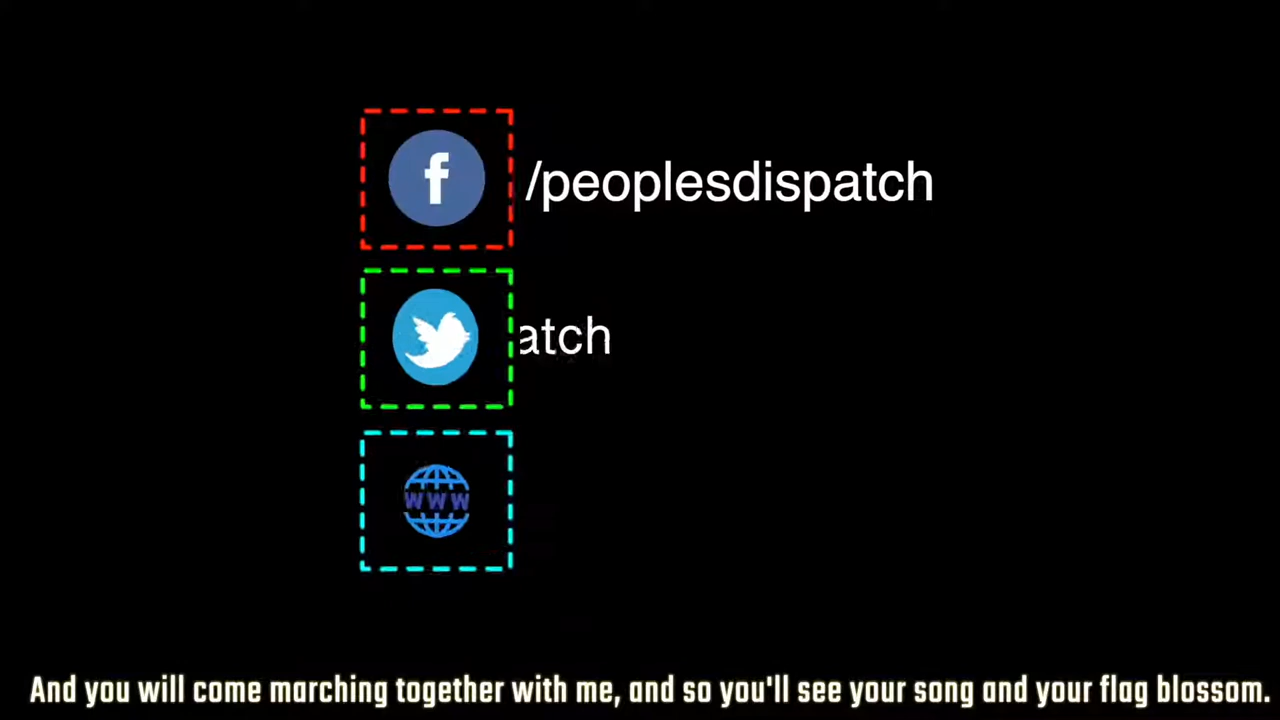 f /peoplesdispatch
atch
WWW
And you will come marching together with me, and so you'll see your song and your flag blossom.